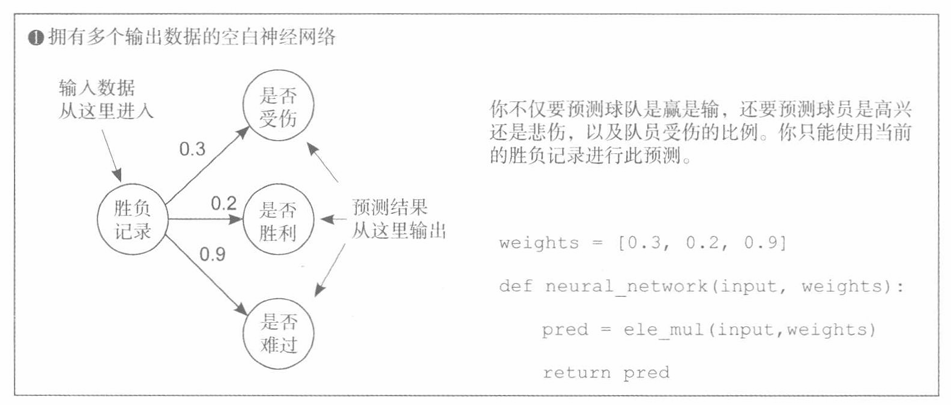 ❶拥有多个输出数据的空白神经网络
输入数据
从这里进入
是否
受伤
0.3
胜负
记录
0.2
是否
胜利
预测结果
从这里输出
0.9
是否
难过
你不仅要预测球队是赢是输，还要预测球员是高兴
还是悲伤，以及队员受伤的比例。你只能使用当前
的胜负记录进行此预测。
weights = [0.3, 0.2, 0.9]
def neural_network(input, weights):
pred = ele_mul(input,weights)
return pred